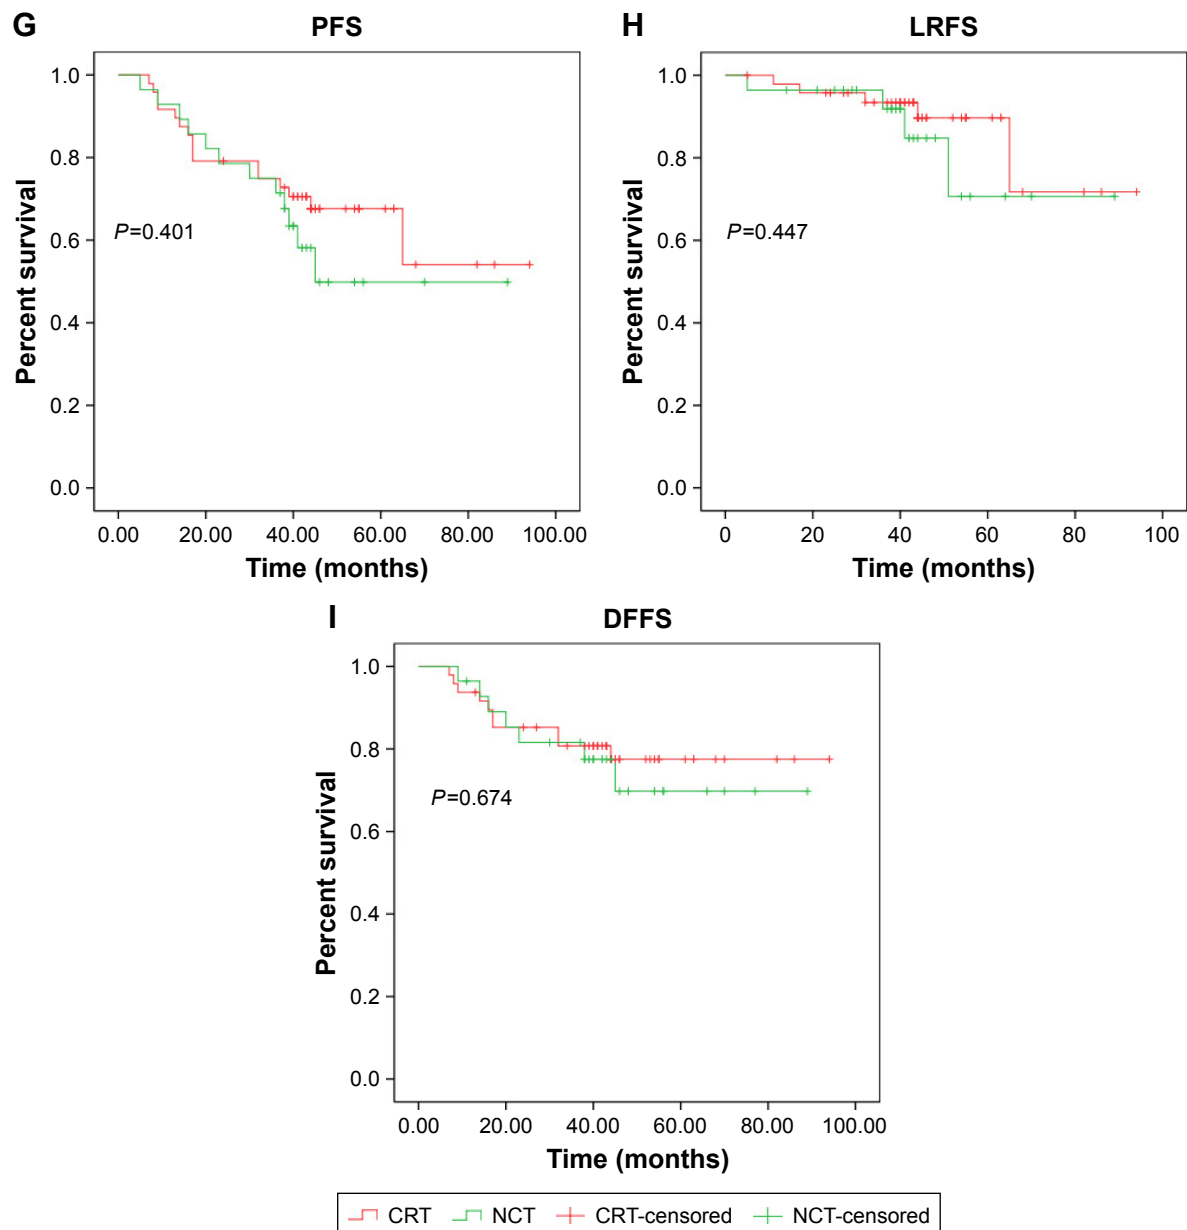 G PFS
1.0
0.8
0.6
0.4
0.2
0.0
Percent survival
P=0.401
0.00 20.00 40.00 60.00 80.00 100.00
Time (months)
H LRFS
1.0
0.8
0.6
0.4
0.2
0.0
Percent survival
P=0.447
0 20 40 60 80 100
Time (months)
I DFFS
1.0
0.8
0.6
0.4
0.2
0.0
Percent survival
P=0.674
0.00 20.00 40.00 60.00 80.00 100.00
Time (months)
CRT NCT CRT-censored NCT-censored